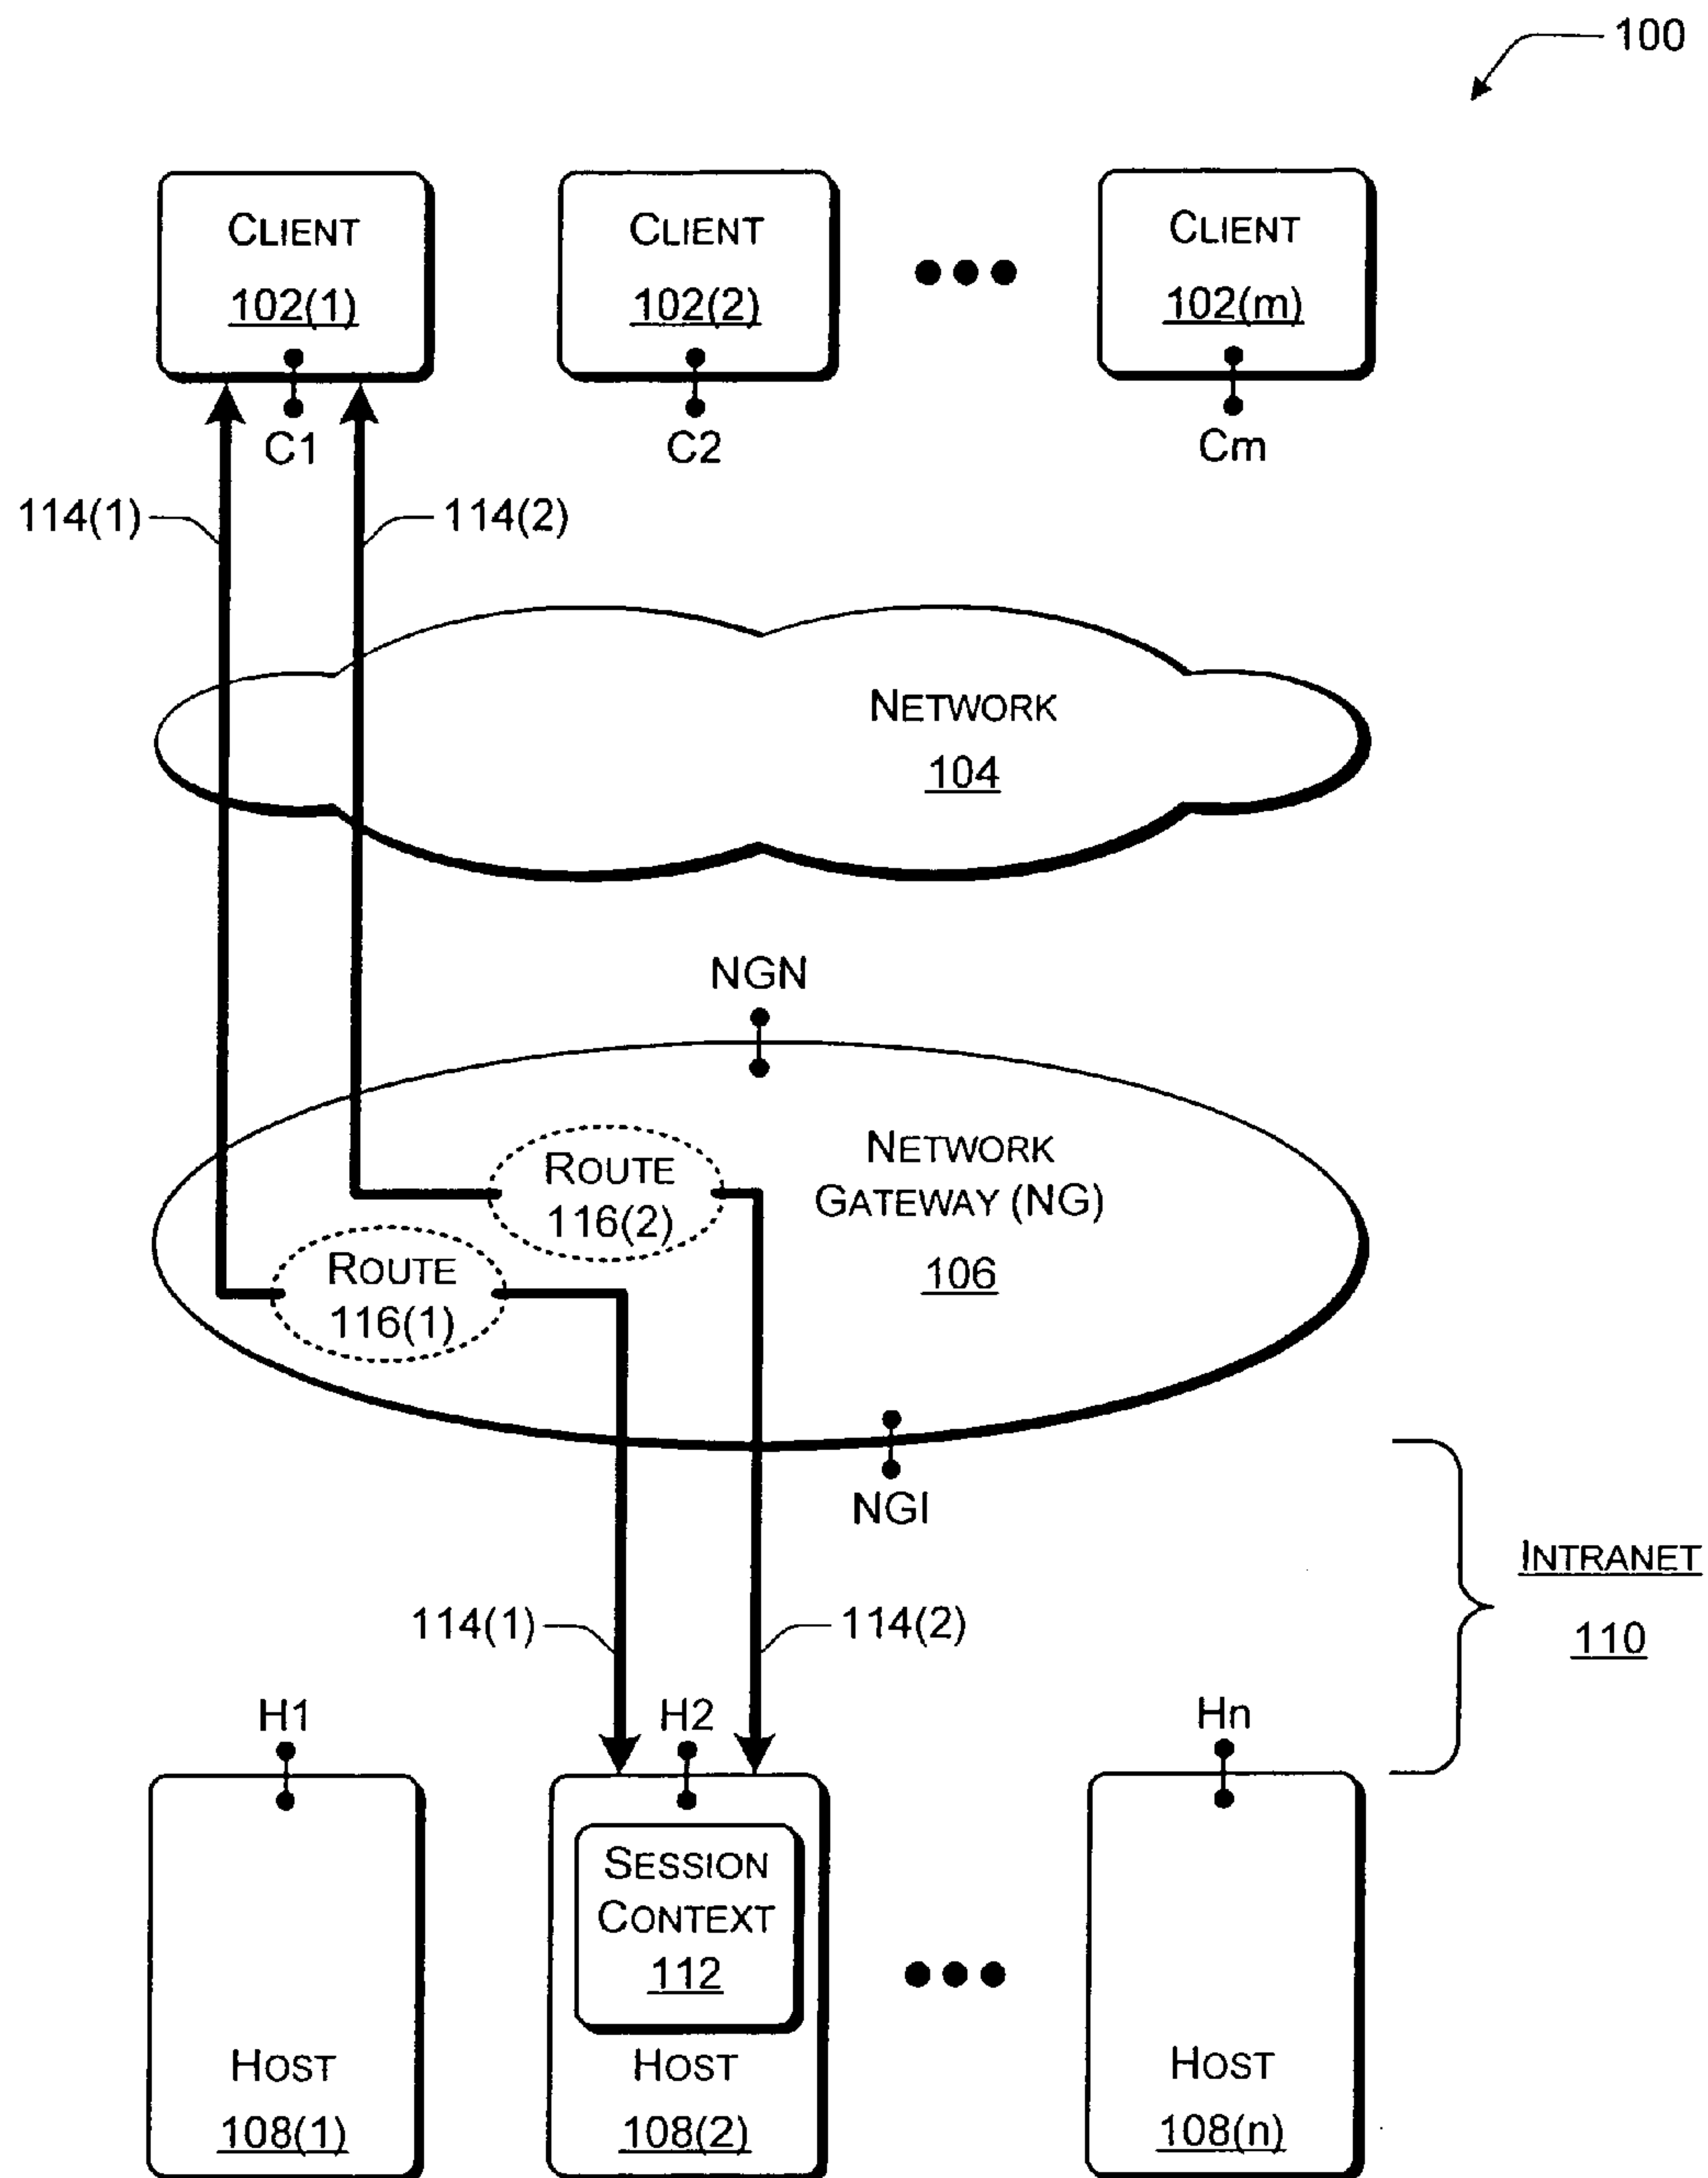 100
CLIENT
102(1)
CLIENT
102(2)
CLIENT
102(m)
C1
C2
Cm
114(1)
114(2)
NETWORK
104
NGN
NETWORK
GATEWAY (NG)
106
ROUTE
116(2)
ROUTE
116(1)
NGI
INTRANET
110
114(1)
114(2)
H1
H2
Hn
SESSION
CONTEXT
112
HOST
108(1)
HOST
108(2)
HOST
108(n)